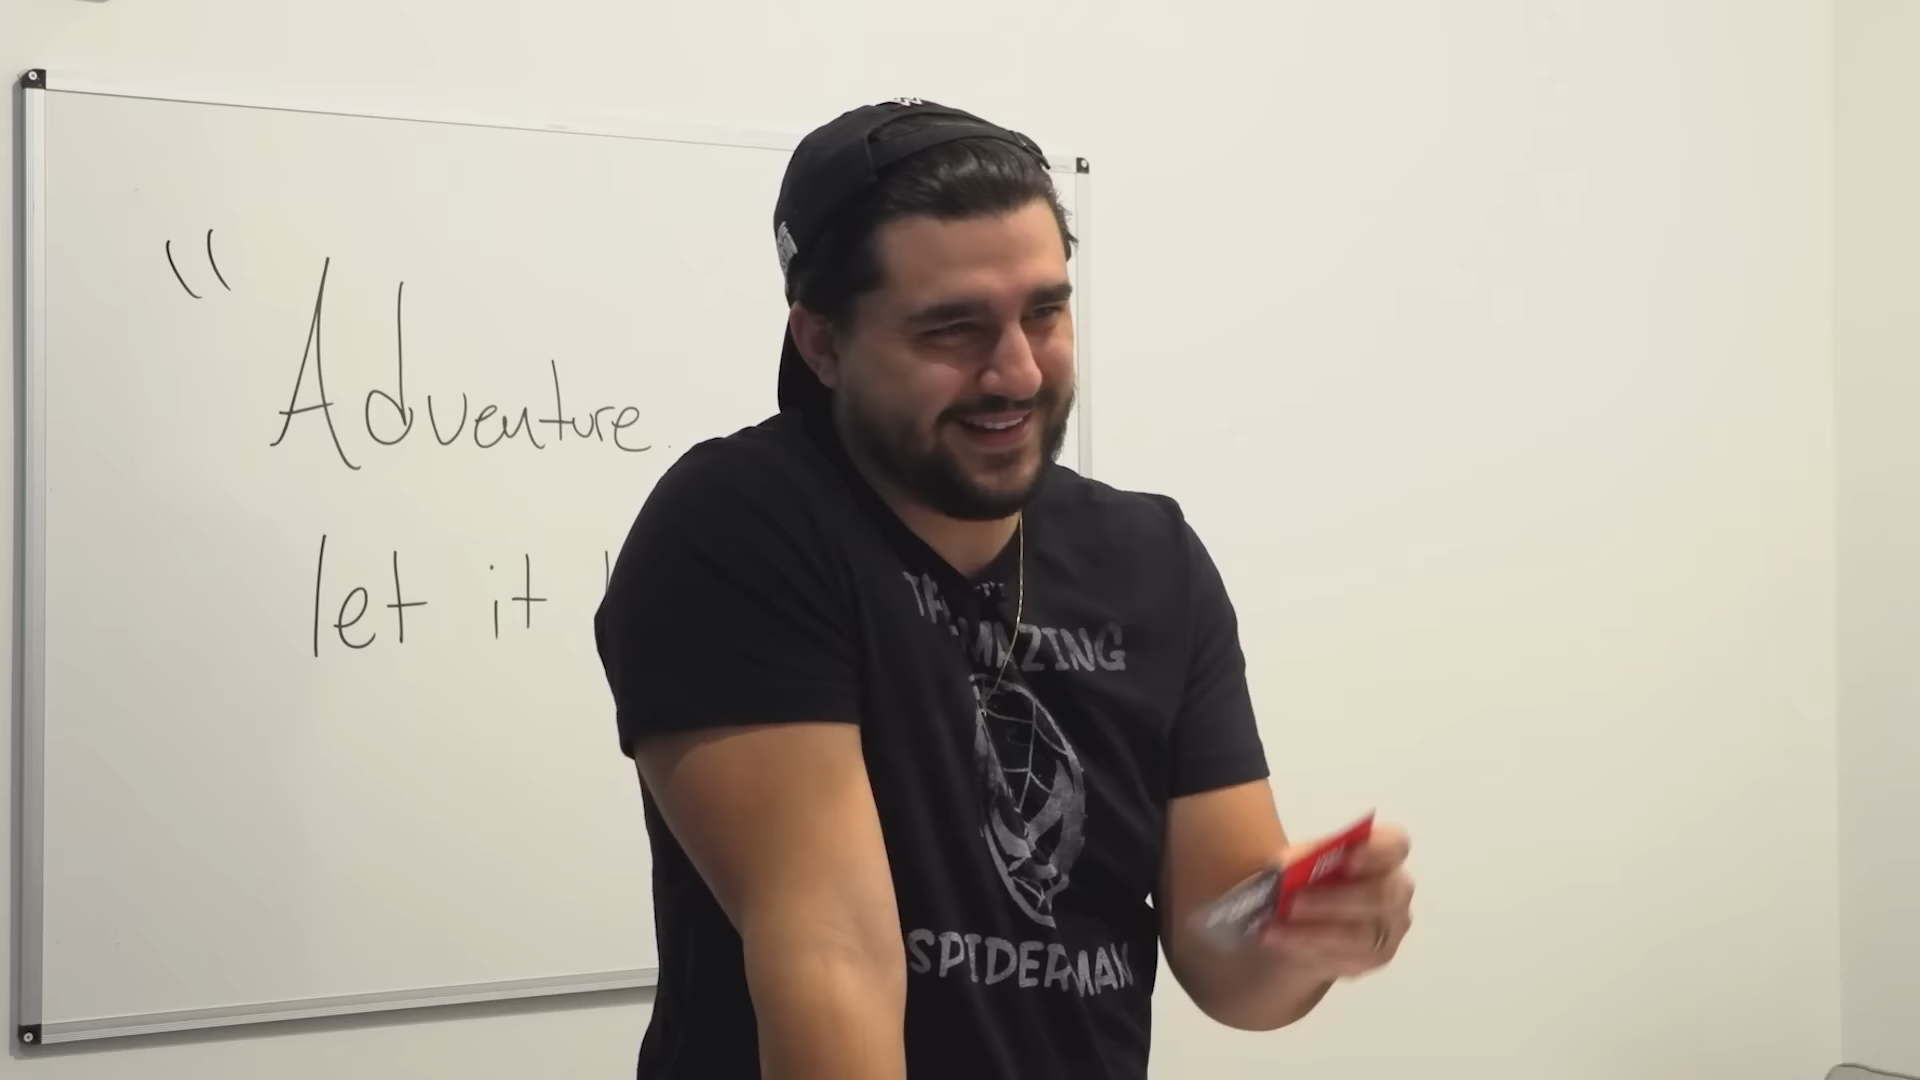 "Adventure.
let it
THE
AMAZING
SPIDERMAN